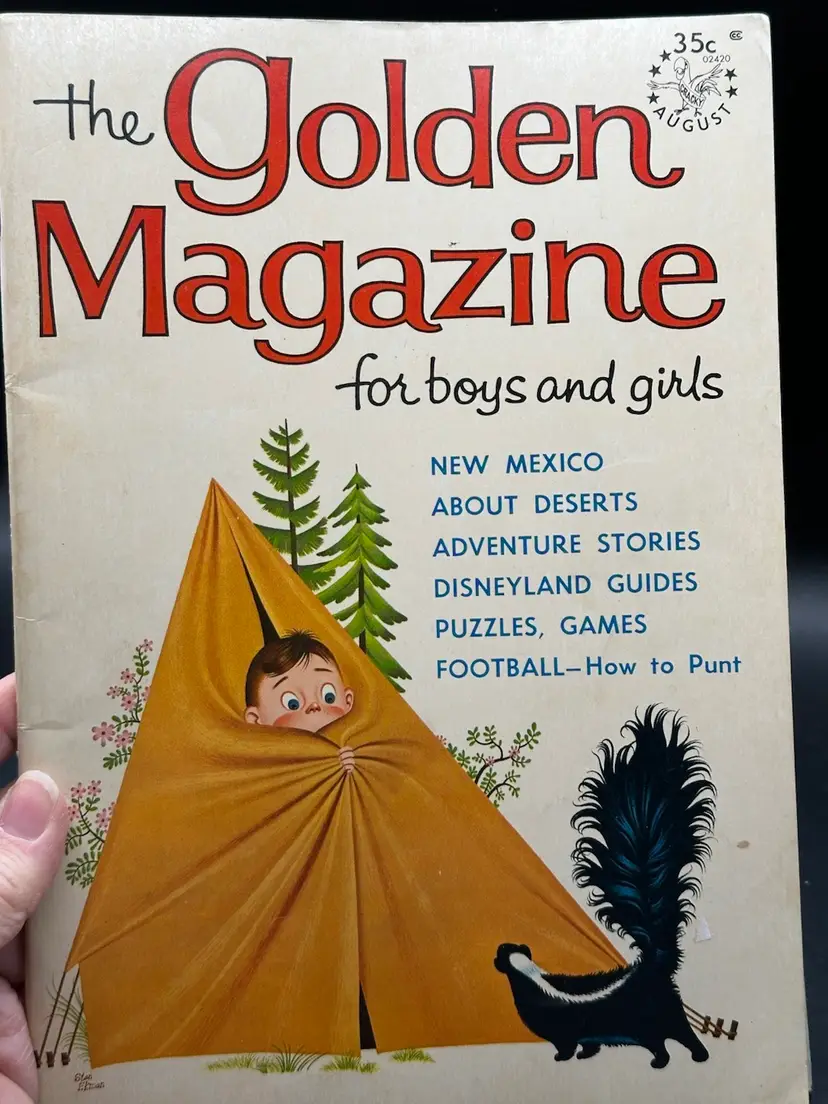 the golden
Magazine
for boys and girls
35c
02420
CRACKY
AUGUST
NEW MEXICO
ABOUT DESERTS
ADVENTURE STORIES
DISNEYLAND GUIDES
PUZZLES, GAMES
FOOTBALL—How to Punt